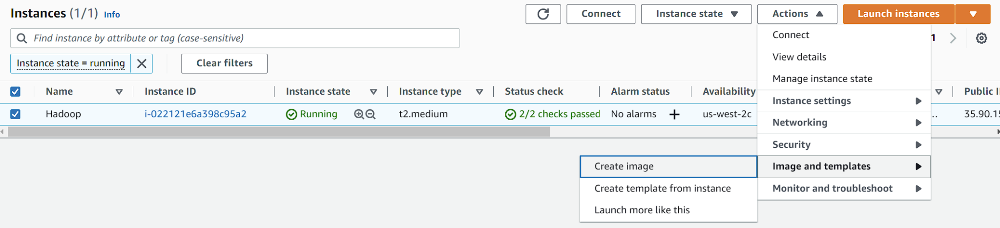 Instances (1/1) Info
Connect
Instance state
Actions
Launch instances
Find instance by attribute or tag (case-sensitive)
1
Instance state = running
Clear filters
Name
Instance ID
Instance state
Instance type
Status check
Alarm status
Availability
Public
Hadoop
i-022121e6a398c95a2
Running
t2.medium
2/2 checks passed
No alarms
us-west-2c
..
35.90.15
Connect
View details
Manage instance state
Instance settings
Networking
Security
Image and templates
Monitor and troubleshoot
Create image
Create template from instance
Launch more like this